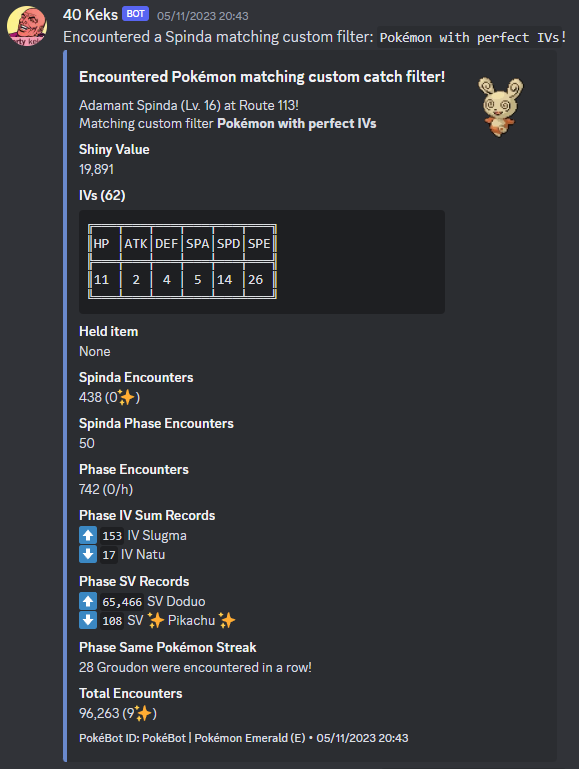 40 Keks BOT 05/11/2023 20:43
Encountered a Spinda matching custom filter: Pokémon with perfect IVs!
Encountered Pokémon matching custom catch filter!
Adamant Spinda (Lv. 16) at Route 113!
Matching custom filter Pokémon with perfect IVs
Shiny Value
19,891
IVs (62)
HP ATK DEF SPA SPD SPE
11 2 4 5 14 26
Held item
None
Spinda Encounters
438 (0✨)
Spinda Phase Encounters
50
Phase Encounters
742 (0/h)
Phase IV Sum Records
⬆️ 153 IV Slugma
⬇️ 17 IV Natu
Phase SV Records
⬆️ 65,466 SV Doduo
⬇️ 108 SV ✨ Pikachu ✨
Phase Same Pokémon Streak
28 Groudon were encountered in a row!
Total Encounters
96,263 (9✨)
PokéBot ID: PokéBot | Pokémon Emerald (E) • 05/11/2023 20:43